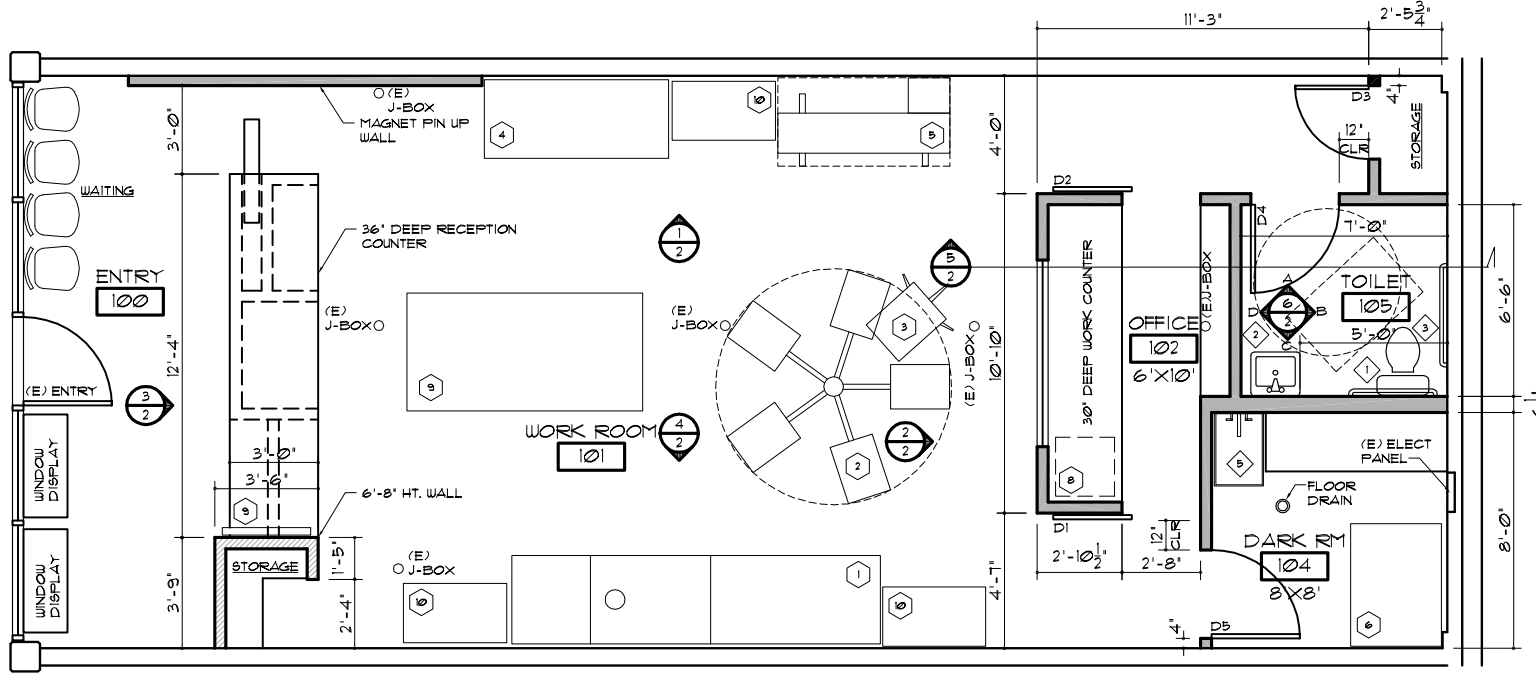 11'-3"
2'-5 3/4"
(E)
J-BOX
MAGNET PIN UP
WALL
3'-0"
4
10
5
4'-0"
D3
4"
12"
CLR
STORAGE
WAITING
D2
D4
7'-0"
36" DEEP RECEPTION
COUNTER
1
2
5
2
ENTRY
100
(E)
J-BOX
(E)
J-BOX
3
(E) J-BOX
30" DEEP WORK COUNTER
OFFICE
102
6'X10'
(E)J-BOX
A
6
2
D
B
C
TOILET
105
5'-0"
2
3
1
6'-6"
12'-4"
10'-10"
(E) ENTRY
3
2
9
4
2
WORK ROOM
101
2
2
2
WINDOW
DISPLAY
3'-0"
3'-6"
9
6'-8" HT. WALL
8
5
(E) ELECT
PANEL
FLOOR
DRAIN
D1
12"
CLR
DARK RM
104
8'X8'
8'-0"
WINDOW
DISPLAY
STORAGE
1'-5"
3'-9"
2'-4"
(E)
J-BOX
10
1
10
4'-7"
2'-10 1/2"
2'-8"
4"
D5
6